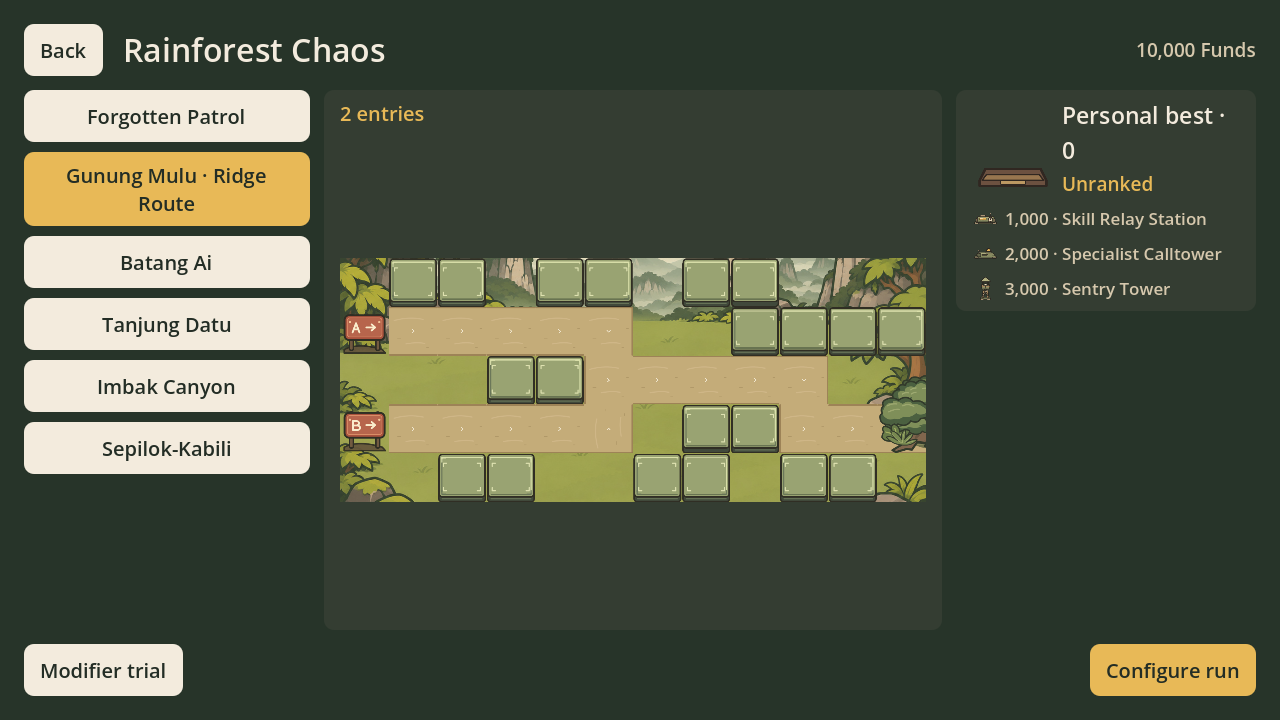 Back
Rainforest Chaos
10,000 Funds
Forgotten Patrol
Gunung Mulu · Ridge
Route
Batang Ai
Tanjung Datu
Imbak Canyon
Sepilok-Kabili
2 entries
A →
B →
Personal best ·
0
Unranked
1,000 · Skill Relay Station
2,000 · Specialist Calltower
3,000 · Sentry Tower
Modifier trial
Configure run